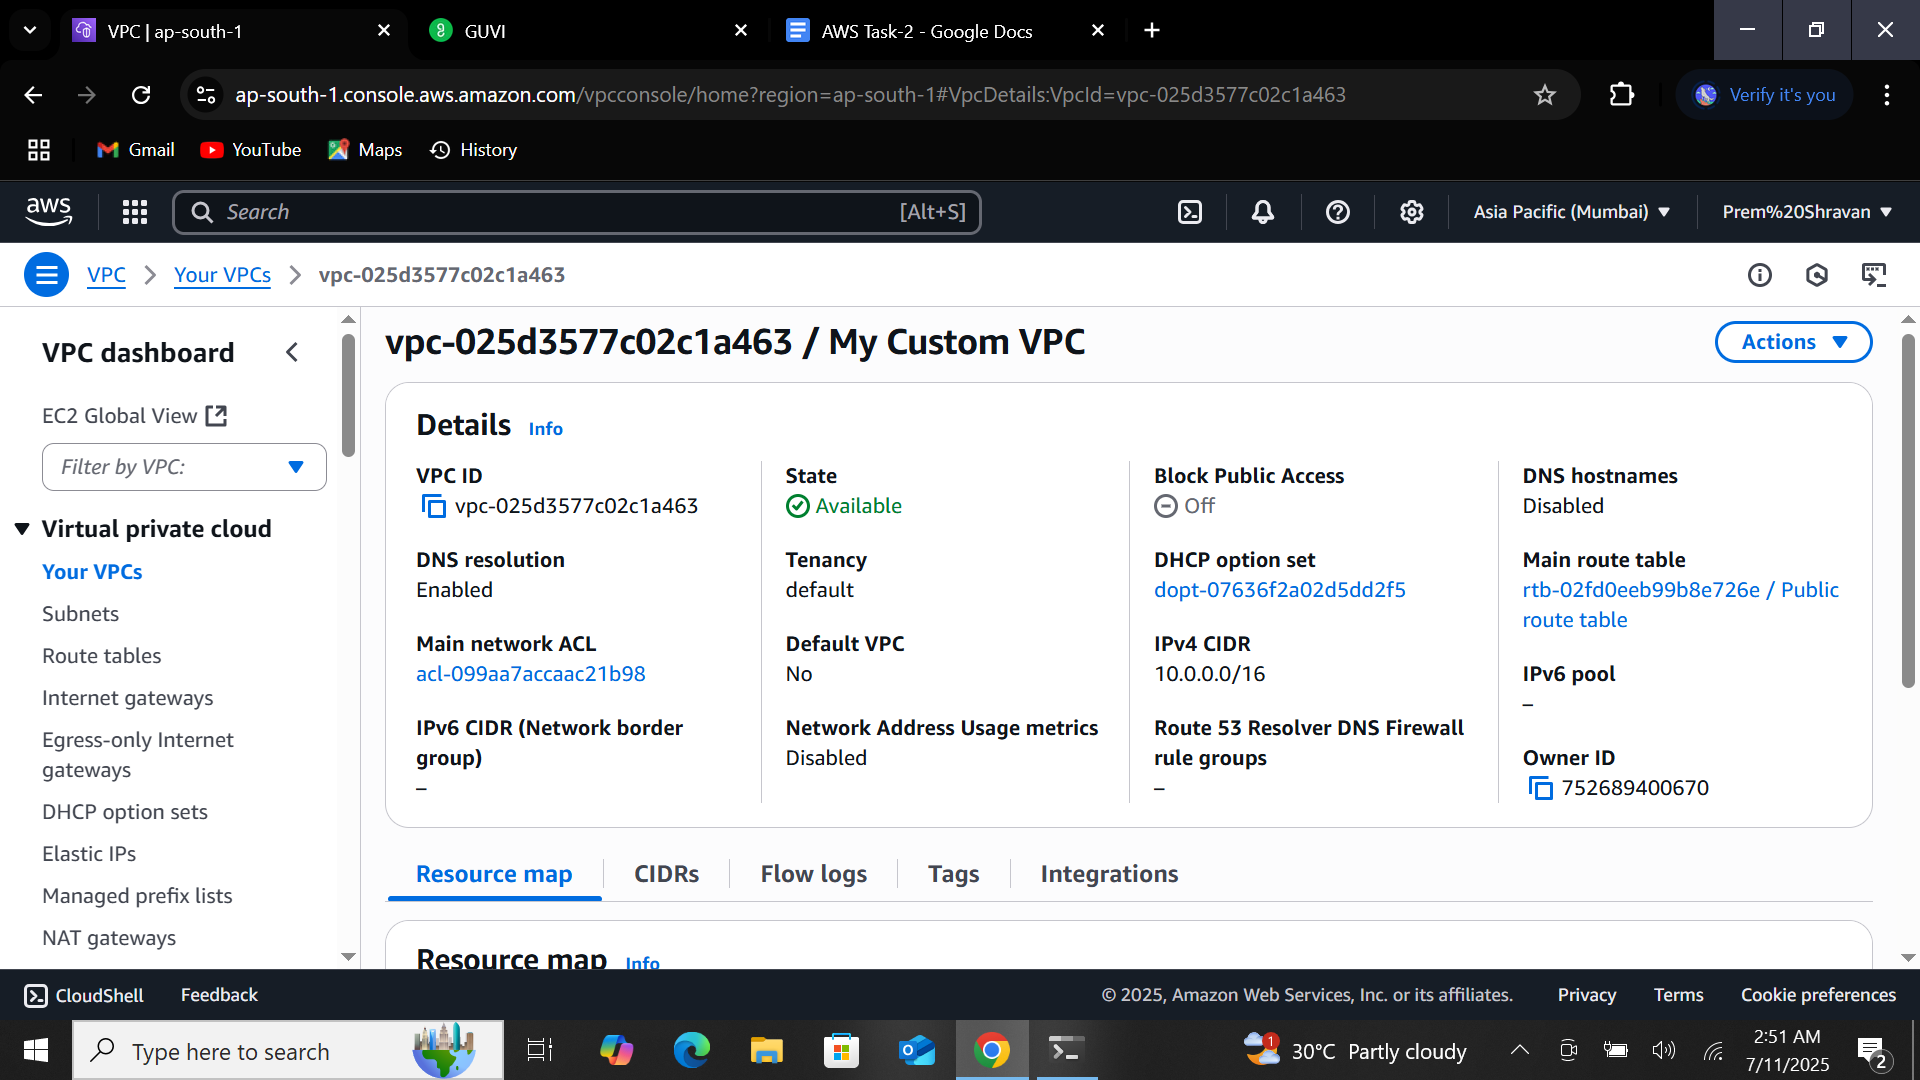 VPC | ap-south-1
GUVI
AWS Task-2 - Google Docs
ap-south-1.console.aws.amazon.com/vpcconsole/home?region=ap-south-1#VpcDetails:VpcId=vpc-025d3577c02c1a463
Verify it's you
Gmail
YouTube
Maps
History
aws
Search
[Alt+S]
Asia Pacific (Mumbai)
Prem%20Shravan
VPC
Your VPCs
vpc-025d3577c02c1a463
VPC dashboard
EC2 Global View
Filter by VPC:
Virtual private cloud
Your VPCs
Subnets
Route tables
Internet gateways
Egress-only Internet
gateways
DHCP option sets
Elastic IPs
Managed prefix lists
NAT gateways
vpc-025d3577c02c1a463 / My Custom VPC
Actions
Details Info
VPC ID
vpc-025d3577c02c1a463
DNS resolution
Enabled
Main network ACL
acl-099aa7accaac21b98
IPv6 CIDR (Network border
group)
–
State
Available
Tenancy
default
Default VPC
No
Network Address Usage metrics
Disabled
Block Public Access
Off
DHCP option set
dopt-07636f2a02d5dd2f5
IPv4 CIDR
10.0.0.0/16
Route 53 Resolver DNS Firewall
rule groups
–
DNS hostnames
Disabled
Main route table
rtb-02fd0eeb99b8e726e / Public
route table
IPv6 pool
–
Owner ID
752689400670
Resource map
CIDRs
Flow logs
Tags
Integrations
Resource map Info
CloudShell
Feedback
© 2025, Amazon Web Services, Inc. or its affiliates.
Privacy
Terms
Cookie preferences
Type here to search
1
30°C Partly cloudy
2:51 AM
7/11/2025
2